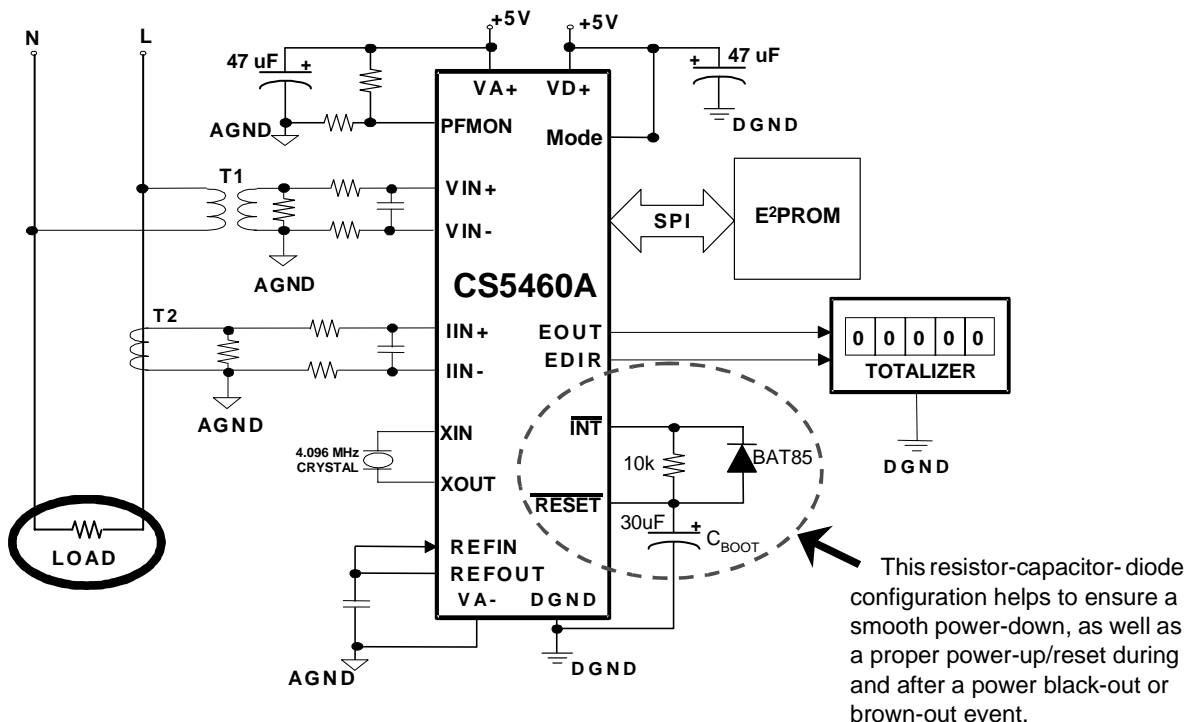 +5V
+5V
N
L
47 uF
+
+
47 uF
VA+
VD+
AGND
PFMON
Mode
DGND
T1
VIN+
VIN-
SPI
E²PROM
AGND
CS5460A
T2
IIN+
IIN-
EOUT
EDIR
0 0 0 0 0
TOTALIZER
AGND
DGND
XIN
XOUT
4.096 MHz
CRYSTAL
INT
10k
BAT85
RESET
30uF
+
C_BOOT
LOAD
REFIN
REFOUT
VA-
DGND
AGND
DGND
This resistor-capacitor- diode
configuration helps to ensure a
smooth power-down, as well as
a proper power-up/reset during
and after a power black-out or
brown-out event.